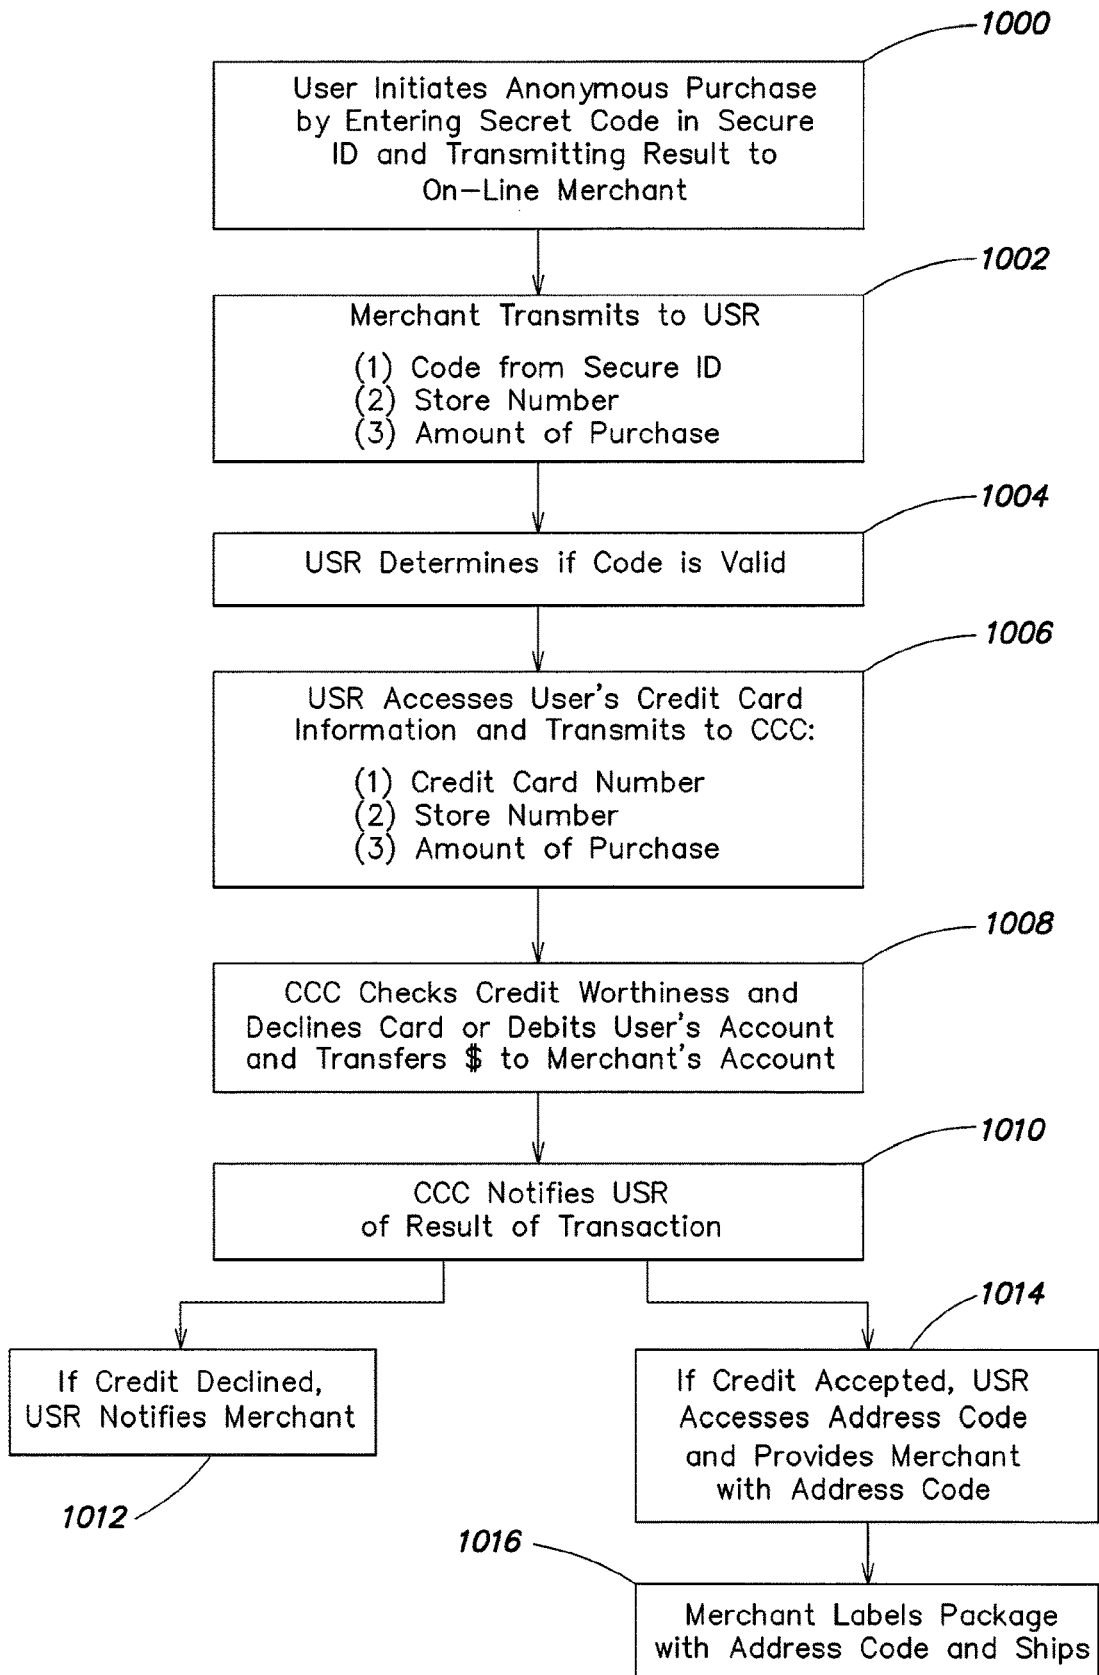 1000
User Initiates Anonymous Purchase
by Entering Secret Code in Secure
ID and Transmitting Result to
On-Line Merchant
1002
Merchant Transmits to USR
(1) Code from Secure ID
(2) Store Number
(3) Amount of Purchase
1004
USR Determines if Code is Valid
1006
USR Accesses User's Credit Card
Information and Transmits to CCC:
(1) Credit Card Number
(2) Store Number
(3) Amount of Purchase
1008
CCC Checks Credit Worthiness and
Declines Card or Debits User's Account
and Transfers $ to Merchant's Account
1010
CCC Notifies USR
of Result of Transaction
If Credit Declined,
USR Notifies Merchant
1012
1014
If Credit Accepted, USR
Accesses Address Code
and Provides Merchant
with Address Code
1016
Merchant Labels Package
with Address Code and Ships